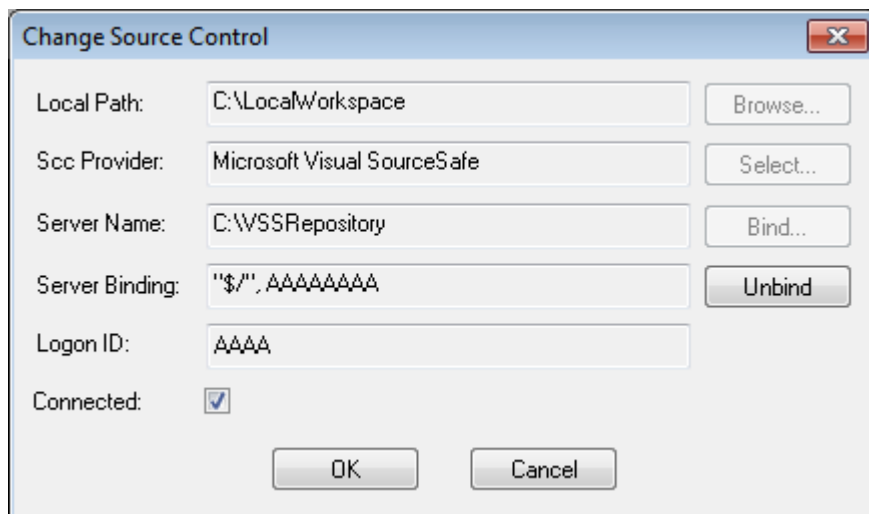 Change Source Control
Local Path: C:\LocalWorkspace Browse...
Scc Provider: Microsoft Visual SourceSafe Select...
Server Name: C:\VSSRepository Bind...
Server Binding: "$/", AAAAAAAA Unbind
Logon ID: AAAA
Connected:
OK Cancel